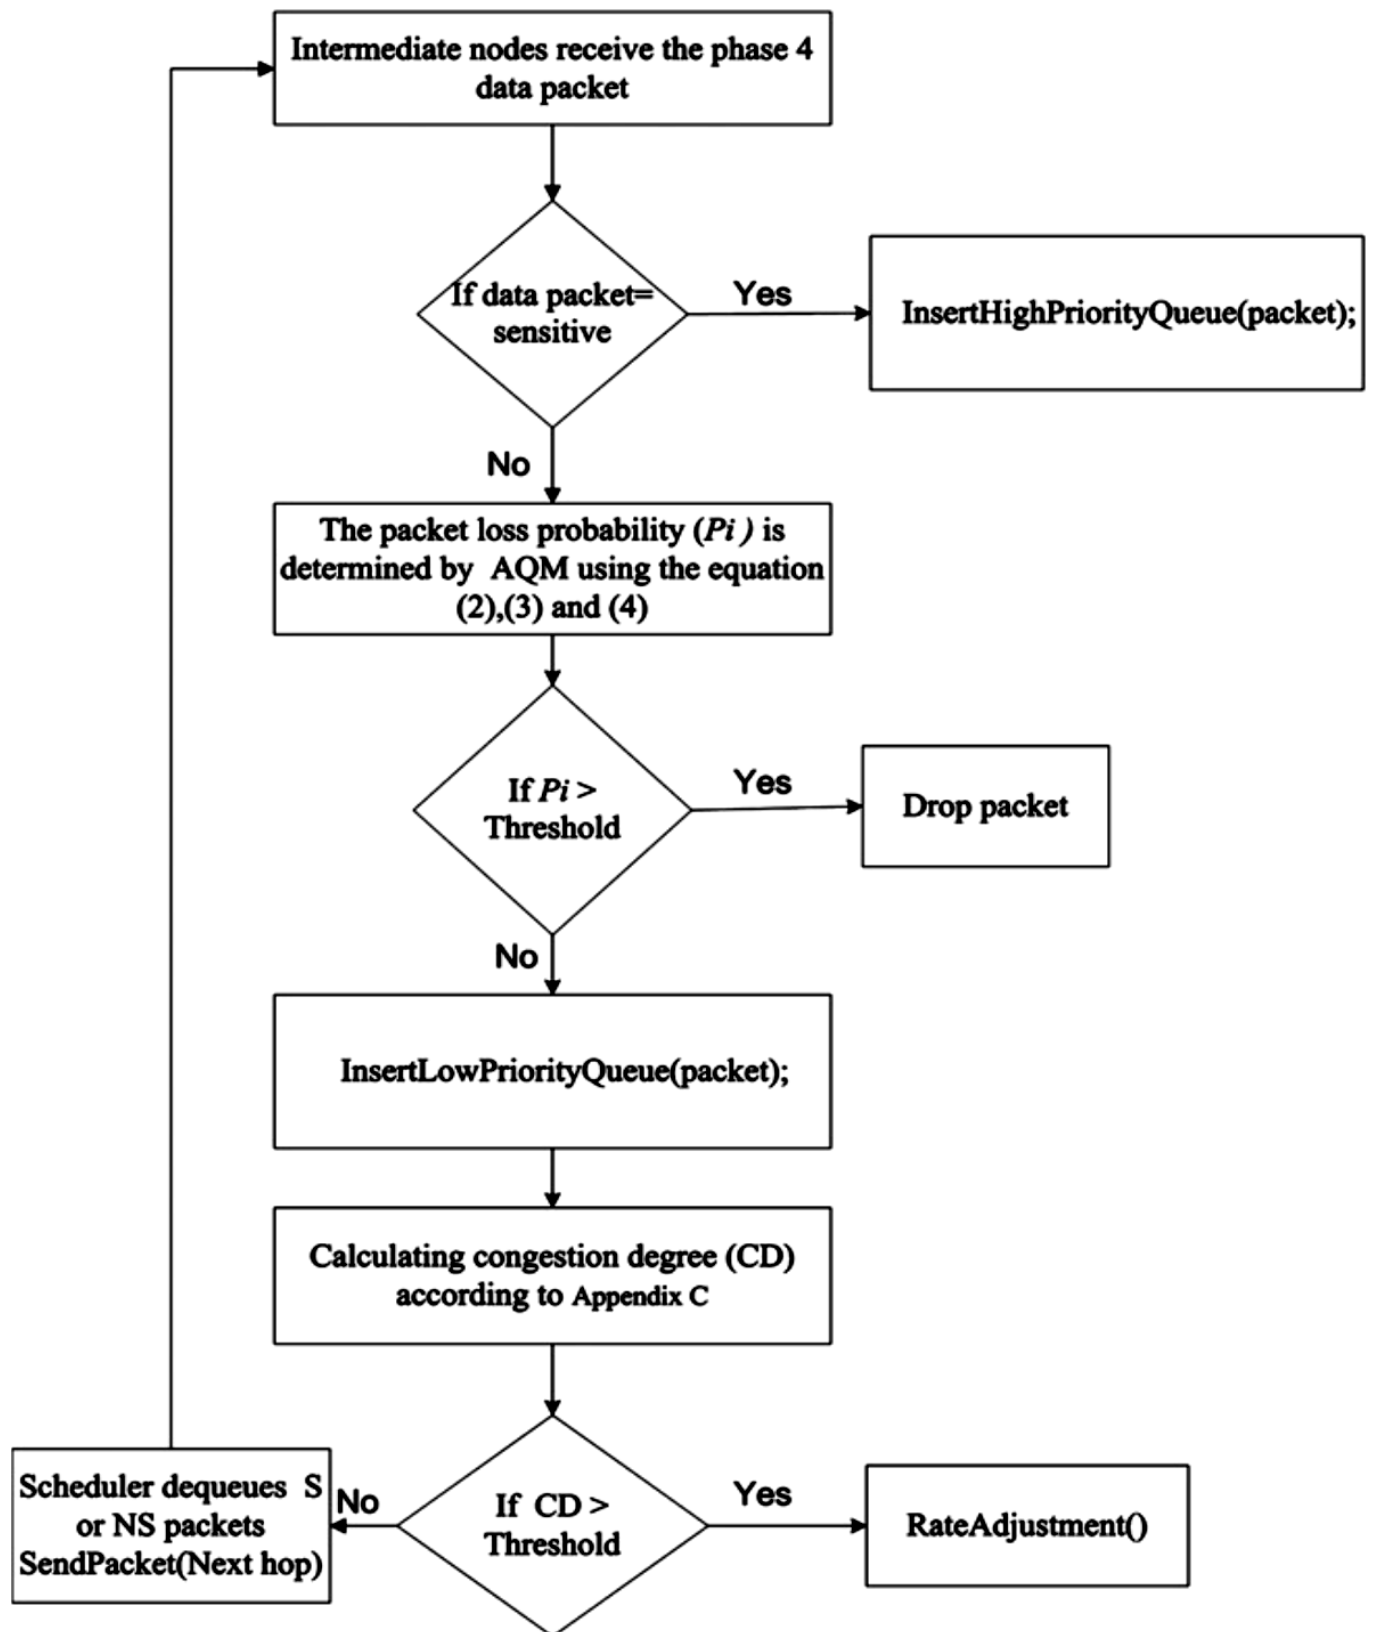 Intermediate nodes receive the phase 4
data packet
If data packet=
sensitive
Yes
InsertHighPriorityQueue(packet);
No
The packet loss probability (Pi ) is
determined by AQM using the equation
(2),(3) and (4)
If Pi >
Threshold
Yes
Drop packet
No
InsertLowPriorityQueue(packet);
Calculating congestion degree (CD)
according to Appendix C
If CD >
Threshold
Yes
RateAdjustment()
No
Scheduler dequeues S
or NS packets
SendPacket(Next hop)